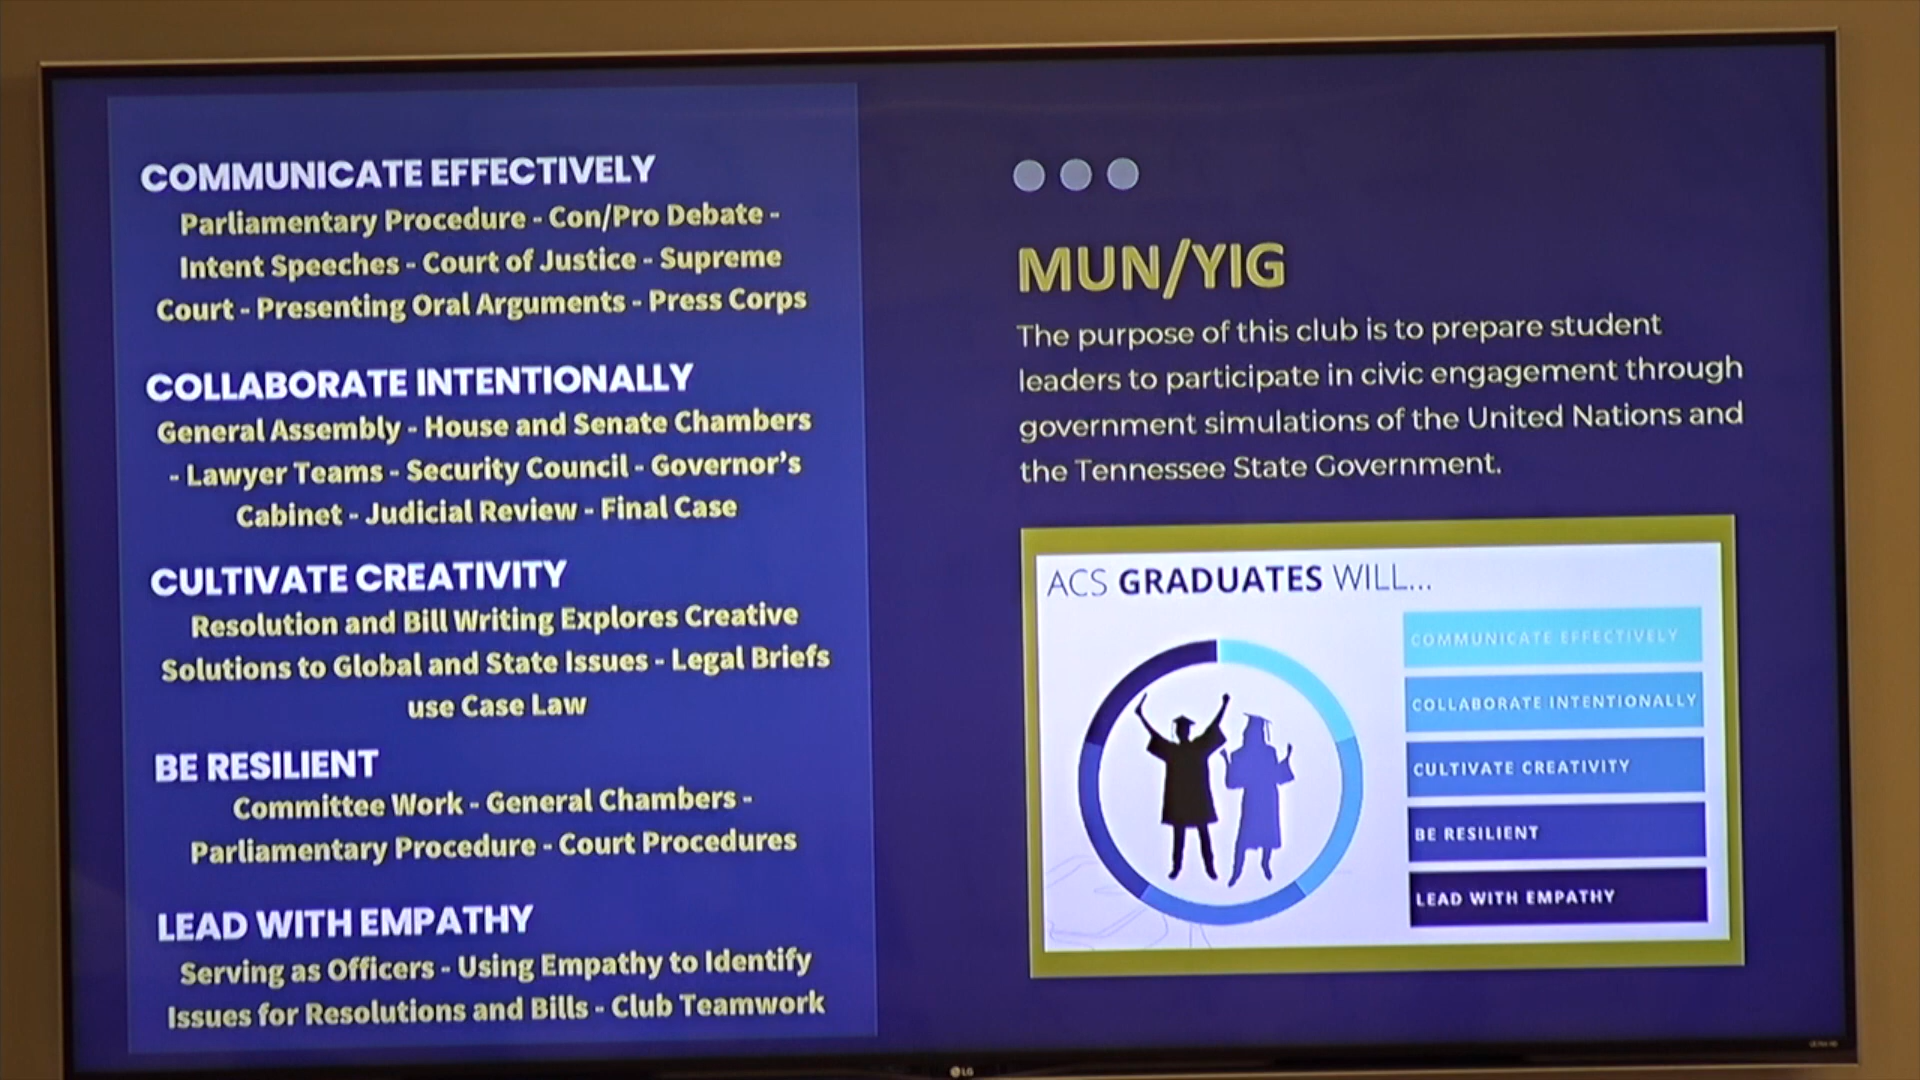 COMMUNICATE EFFECTIVELY
Parliamentary Procedure - Con/Pro Debate -
Intent Speeches - Court of Justice - Supreme
Court - Presenting Oral Arguments - Press Corps
COLLABORATE INTENTIONALLY
General Assembly - House and Senate Chambers
- Lawyer Teams - Security Council - Governor's
Cabinet - Judicial Review - Final Case
CULTIVATE CREATIVITY
Resolution and Bill Writing Explores Creative
Solutions to Global and State Issues - Legal Briefs
use Case Law
BE RESILIENT
Committee Work - General Chambers -
Parliamentary Procedure - Court Procedures
LEAD WITH EMPATHY
Serving as Officers - Using Empathy to Identify
Issues for Resolutions and Bills - Club Teamwork
MUN/YIG
The purpose of this club is to prepare student
leaders to participate in civic engagement through
government simulations of the United Nations and
the Tennessee State Government.
ACS GRADUATES WILL...
COMMUNICATE EFFECTIVELY
COLLABORATE INTENTIONALLY
CULTIVATE CREATIVITY
BE RESILIENT
LEAD WITH EMPATHY
LG